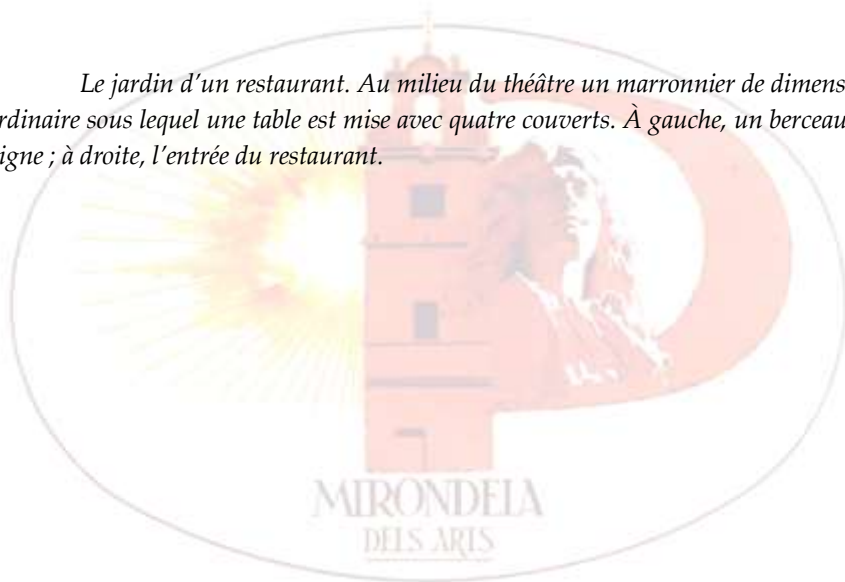 Le jardin d’un restaurant. Au milieu du théâtre un marronnier de dimens
rdinaire sous lequel une table est mise avec quatre couverts. À gauche, un berceau
igne ; à droite, l’entrée du restaurant.
MIRONDELA
DELS ARTS